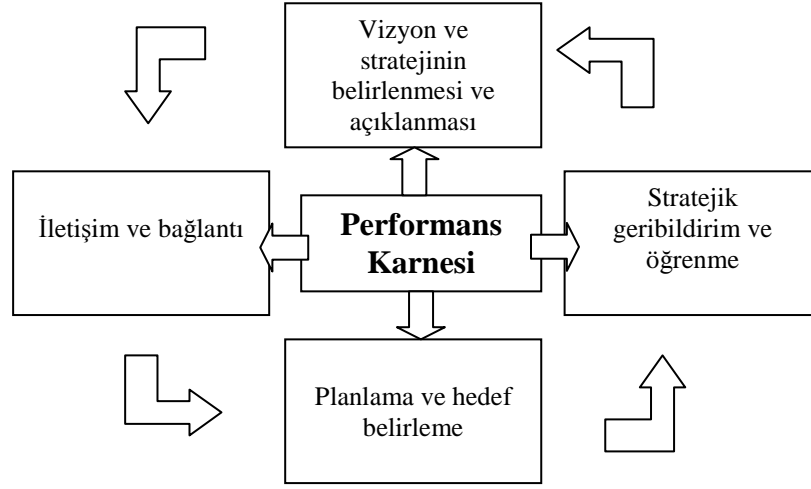 Vizyon ve
stratejinin
belirlenmesi ve
açıklanması
İletişim ve bağlantı
Performans
Karnesi
Stratejik
geribildirim ve
öğrenme
Planlama ve hedef
belirleme